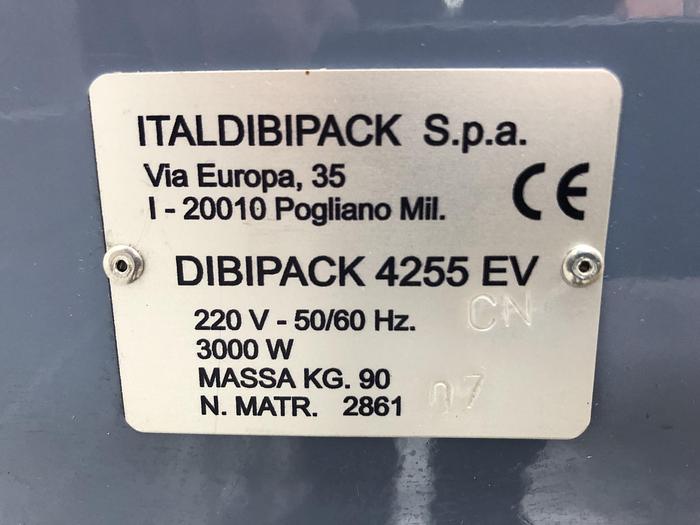 ITALDIBIPACK S.p.a.
Via Europa, 35
I - 20010 Pogliano Mil.
CE
DIBIPACK 4255 EV
CN
220 V - 50/60 Hz.
3000 W
MASSA KG. 90
N. MATR. 2861 07